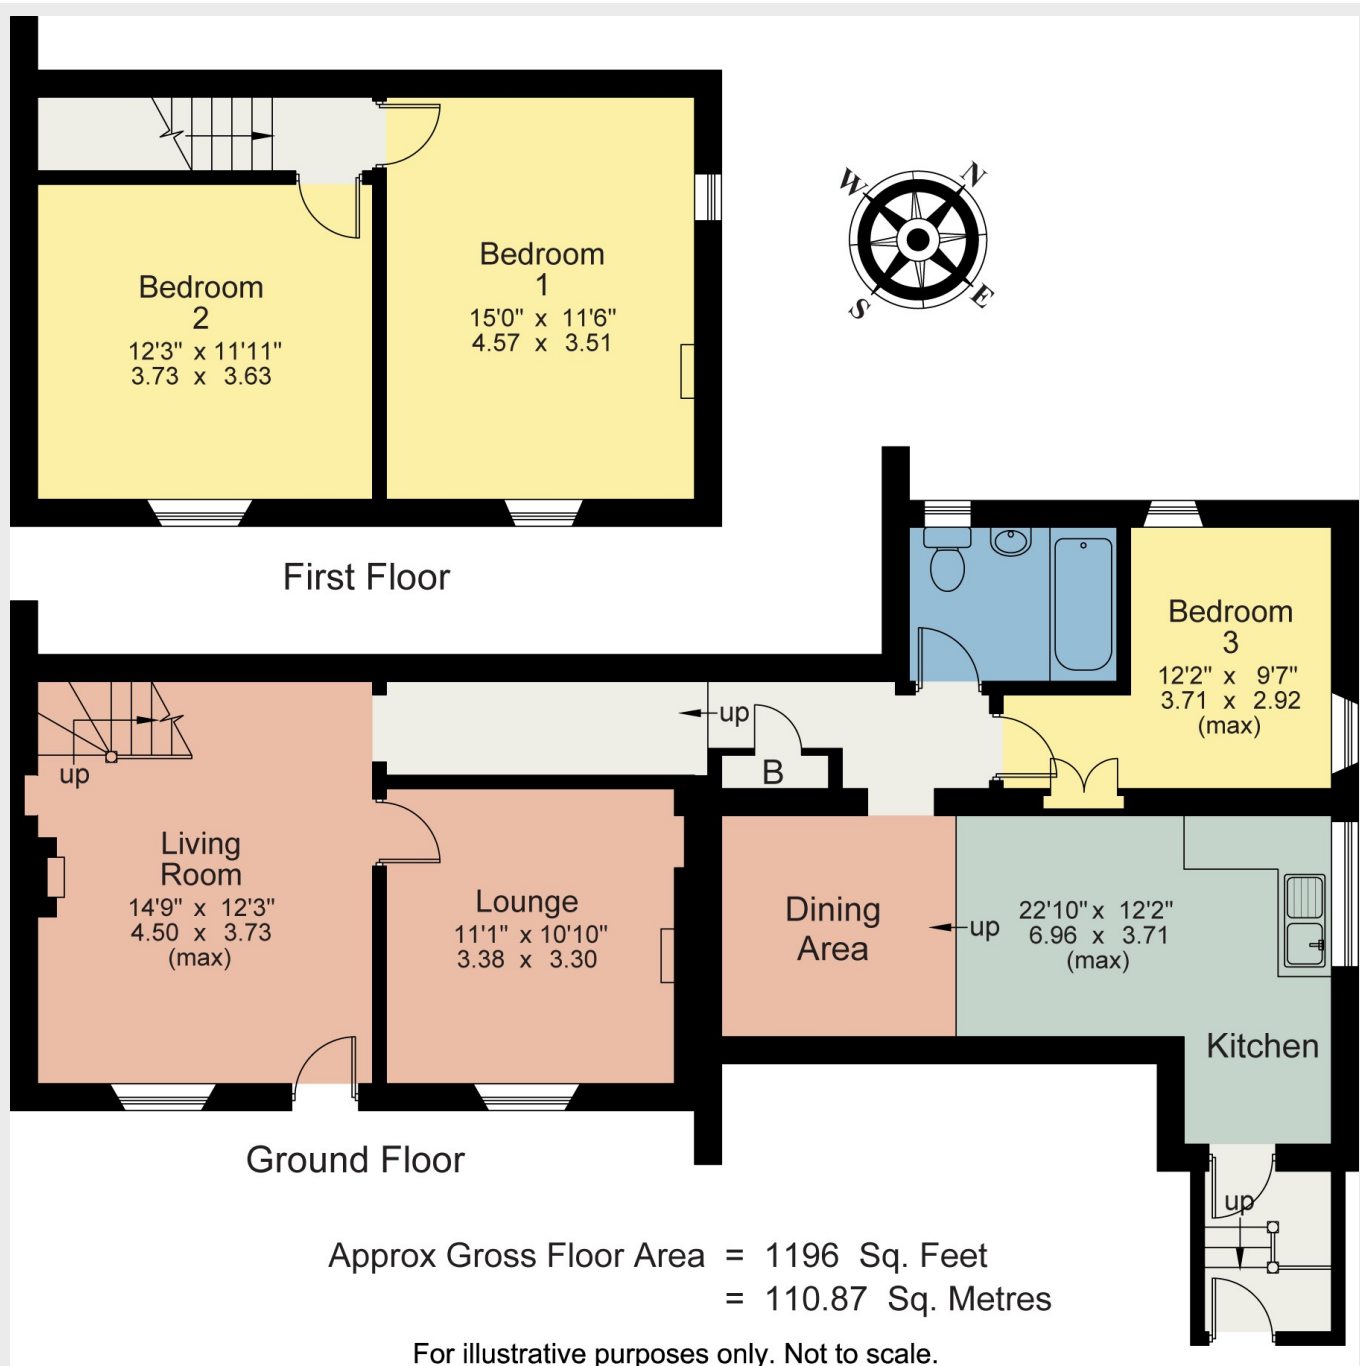 Bedroom
1
15'0" x 11'6"
4.57 x 3.51
Bedroom
2
12'3" x 11'11"
3.73 x 3.63
W
N
S
E
First Floor
Bedroom
3
12'2" x 9'7"
3.71 x 2.92
(max)
up
up
B
Living
Room
14'9" x 12'3"
4.50 x 3.73
(max)
Lounge
11'1" x 10'10"
3.38 x 3.30
Dining
Area
up
22'10" x 12'2"
6.96 x 3.71
(max)
Kitchen
up
Ground Floor
Approx Gross Floor Area = 1196 Sq. Feet
= 110.87 Sq. Metres
For illustrative purposes only. Not to scale.